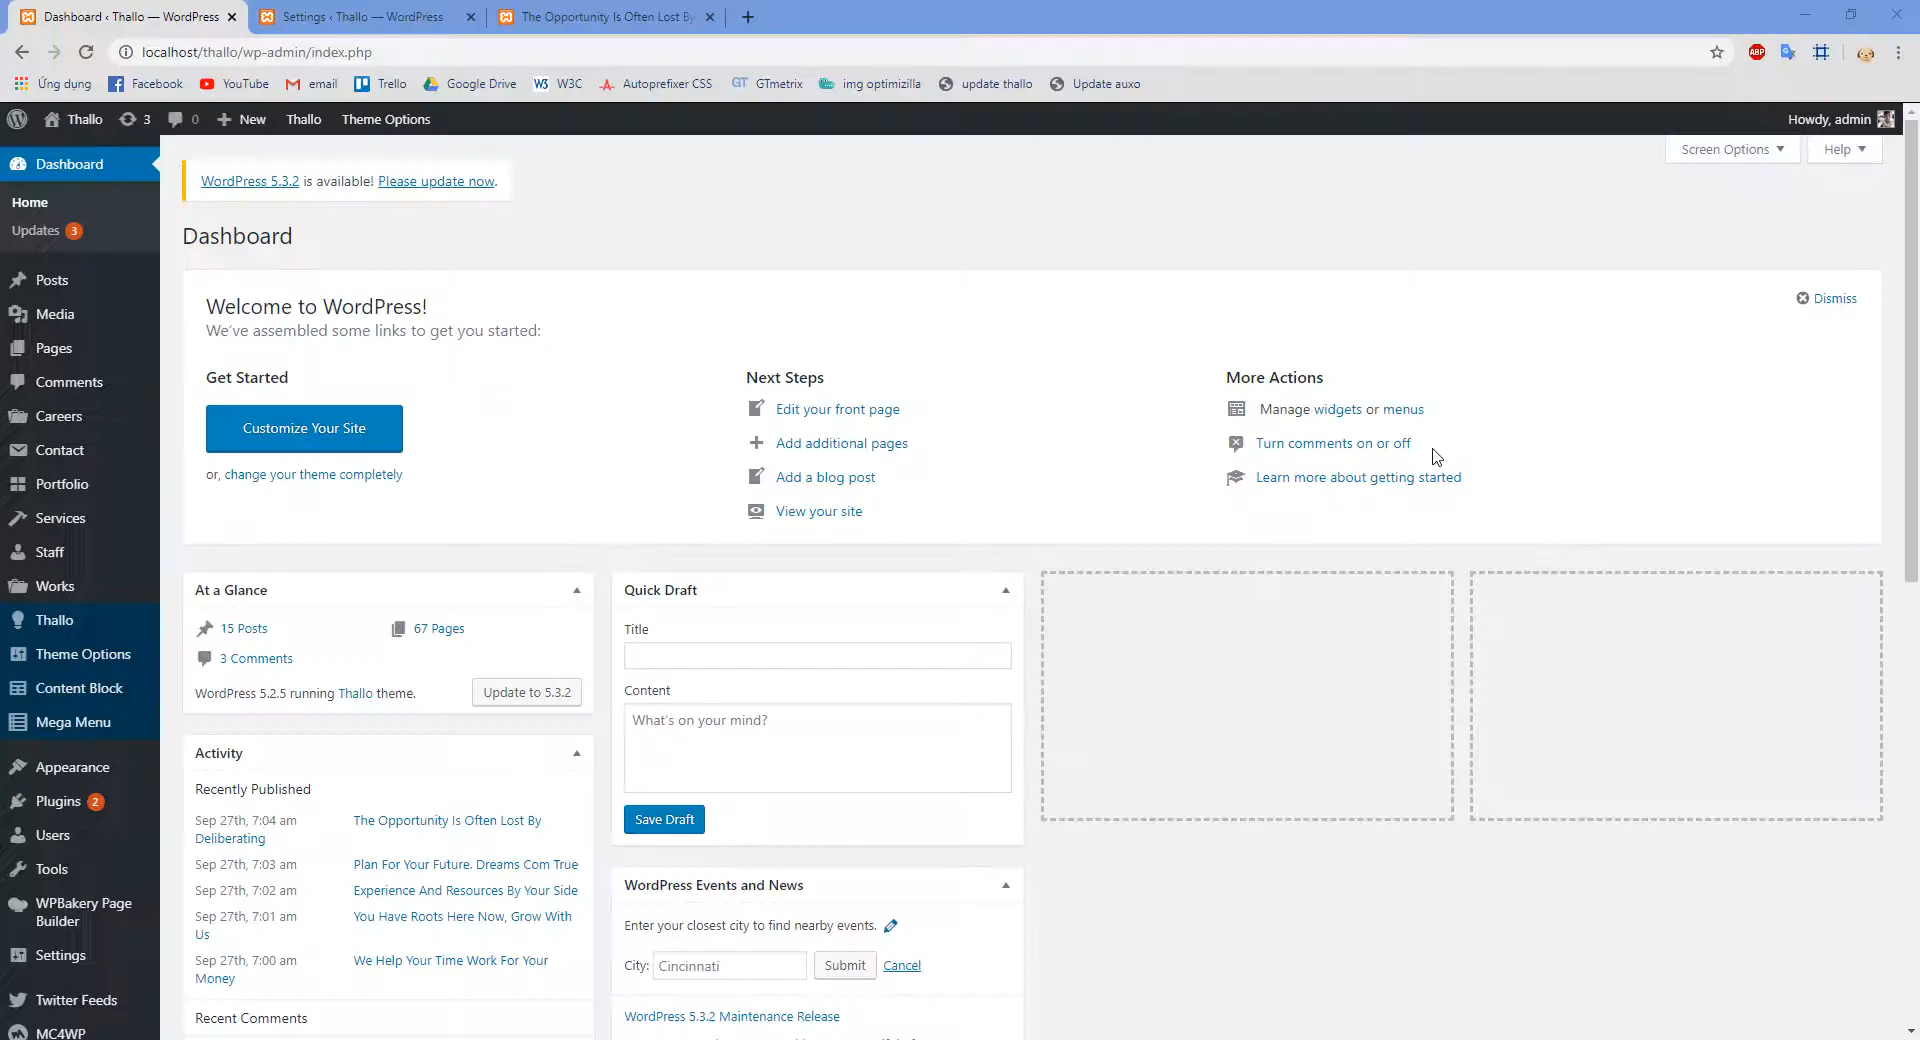 Dashboard ‹ Thallo — WordPress
Settings ‹ Thallo — WordPress
The Opportunity Is Often Lost By
localhost/thallo/wp-admin/index.php
ABP
Ứng dụng Facebook YouTube email Trello Google Drive W3C Autoprefixer CSS GT GTmetrix img optimizilla update thallo Update auxo
Thallo 3 0 New Thallo Theme Options Howdy, admin
Dashboard
Home
Updates 3
Posts
Media
Pages
Comments
Careers
Contact
Portfolio
Services
Staff
Works
Thallo
Theme Options
Content Block
Mega Menu
Appearance
Plugins 2
Users
Tools
WPBakery Page
Builder
Settings
Twitter Feeds
MC4WP
Screen Options Help
WordPress 5.3.2 is available! Please update now.
Dashboard
Welcome to WordPress!
We've assembled some links to get you started:
Dismiss
Get Started
Customize Your Site
or, change your theme completely
Next Steps
Edit your front page
Add additional pages
Add a blog post
View your site
More Actions
Manage widgets or menus
Turn comments on or off
Learn more about getting started
At a Glance
15 Posts 67 Pages
3 Comments
WordPress 5.2.5 running Thallo theme. Update to 5.3.2
Activity
Recently Published
Sep 27th, 7:04 am The Opportunity Is Often Lost By
Deliberating
Sep 27th, 7:03 am Plan For Your Future. Dreams Com True
Sep 27th, 7:02 am Experience And Resources By Your Side
Sep 27th, 7:01 am You Have Roots Here Now, Grow With
Us
Sep 27th, 7:00 am We Help Your Time Work For Your
Money
Recent Comments
Quick Draft
Title
Content
What's on your mind?
Save Draft
WordPress Events and News
Enter your closest city to find nearby events.
City: Cincinnati Submit Cancel
WordPress 5.3.2 Maintenance Release